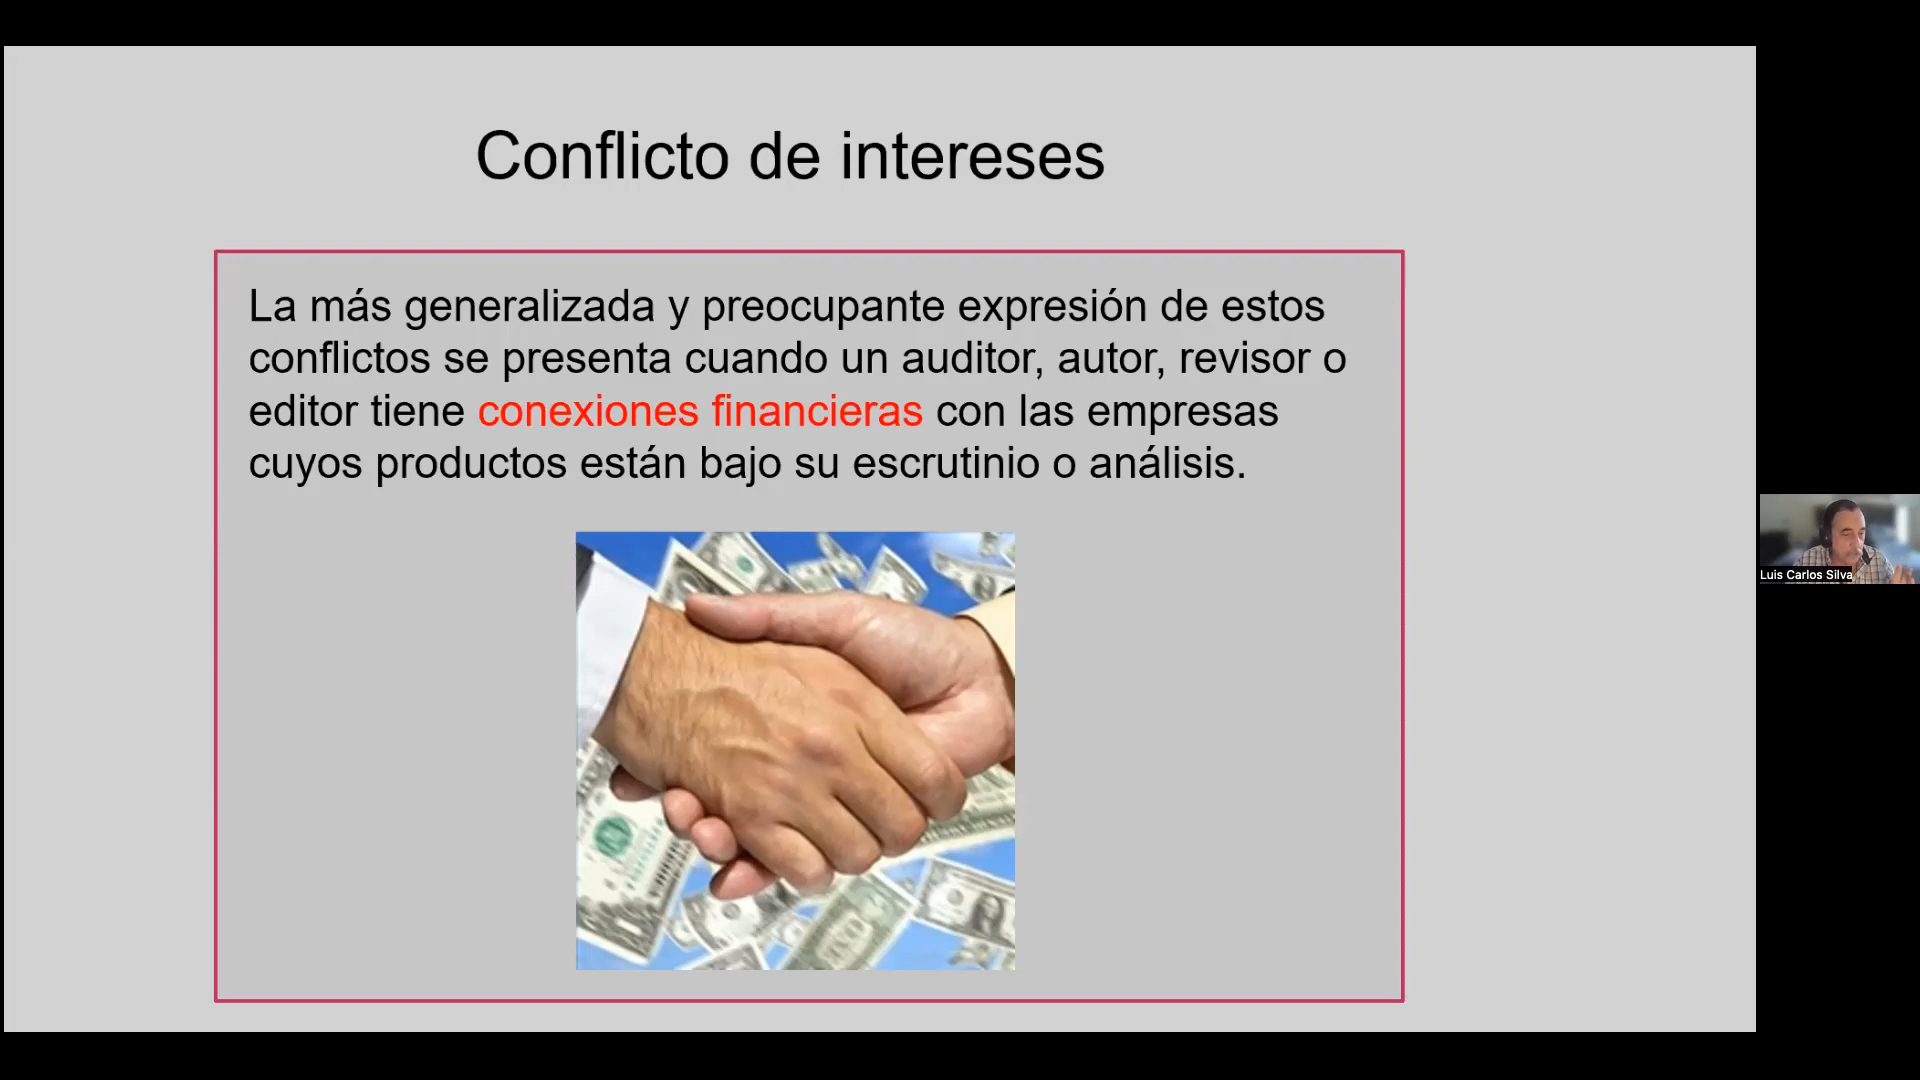 Conflicto de intereses
La más generalizada y preocupante expresión de estos
conflictos se presenta cuando un auditor, autor, revisor o
editor tiene conexiones financieras con las empresas
cuyos productos están bajo su escrutinio o análisis.
Luis Carlos Silva